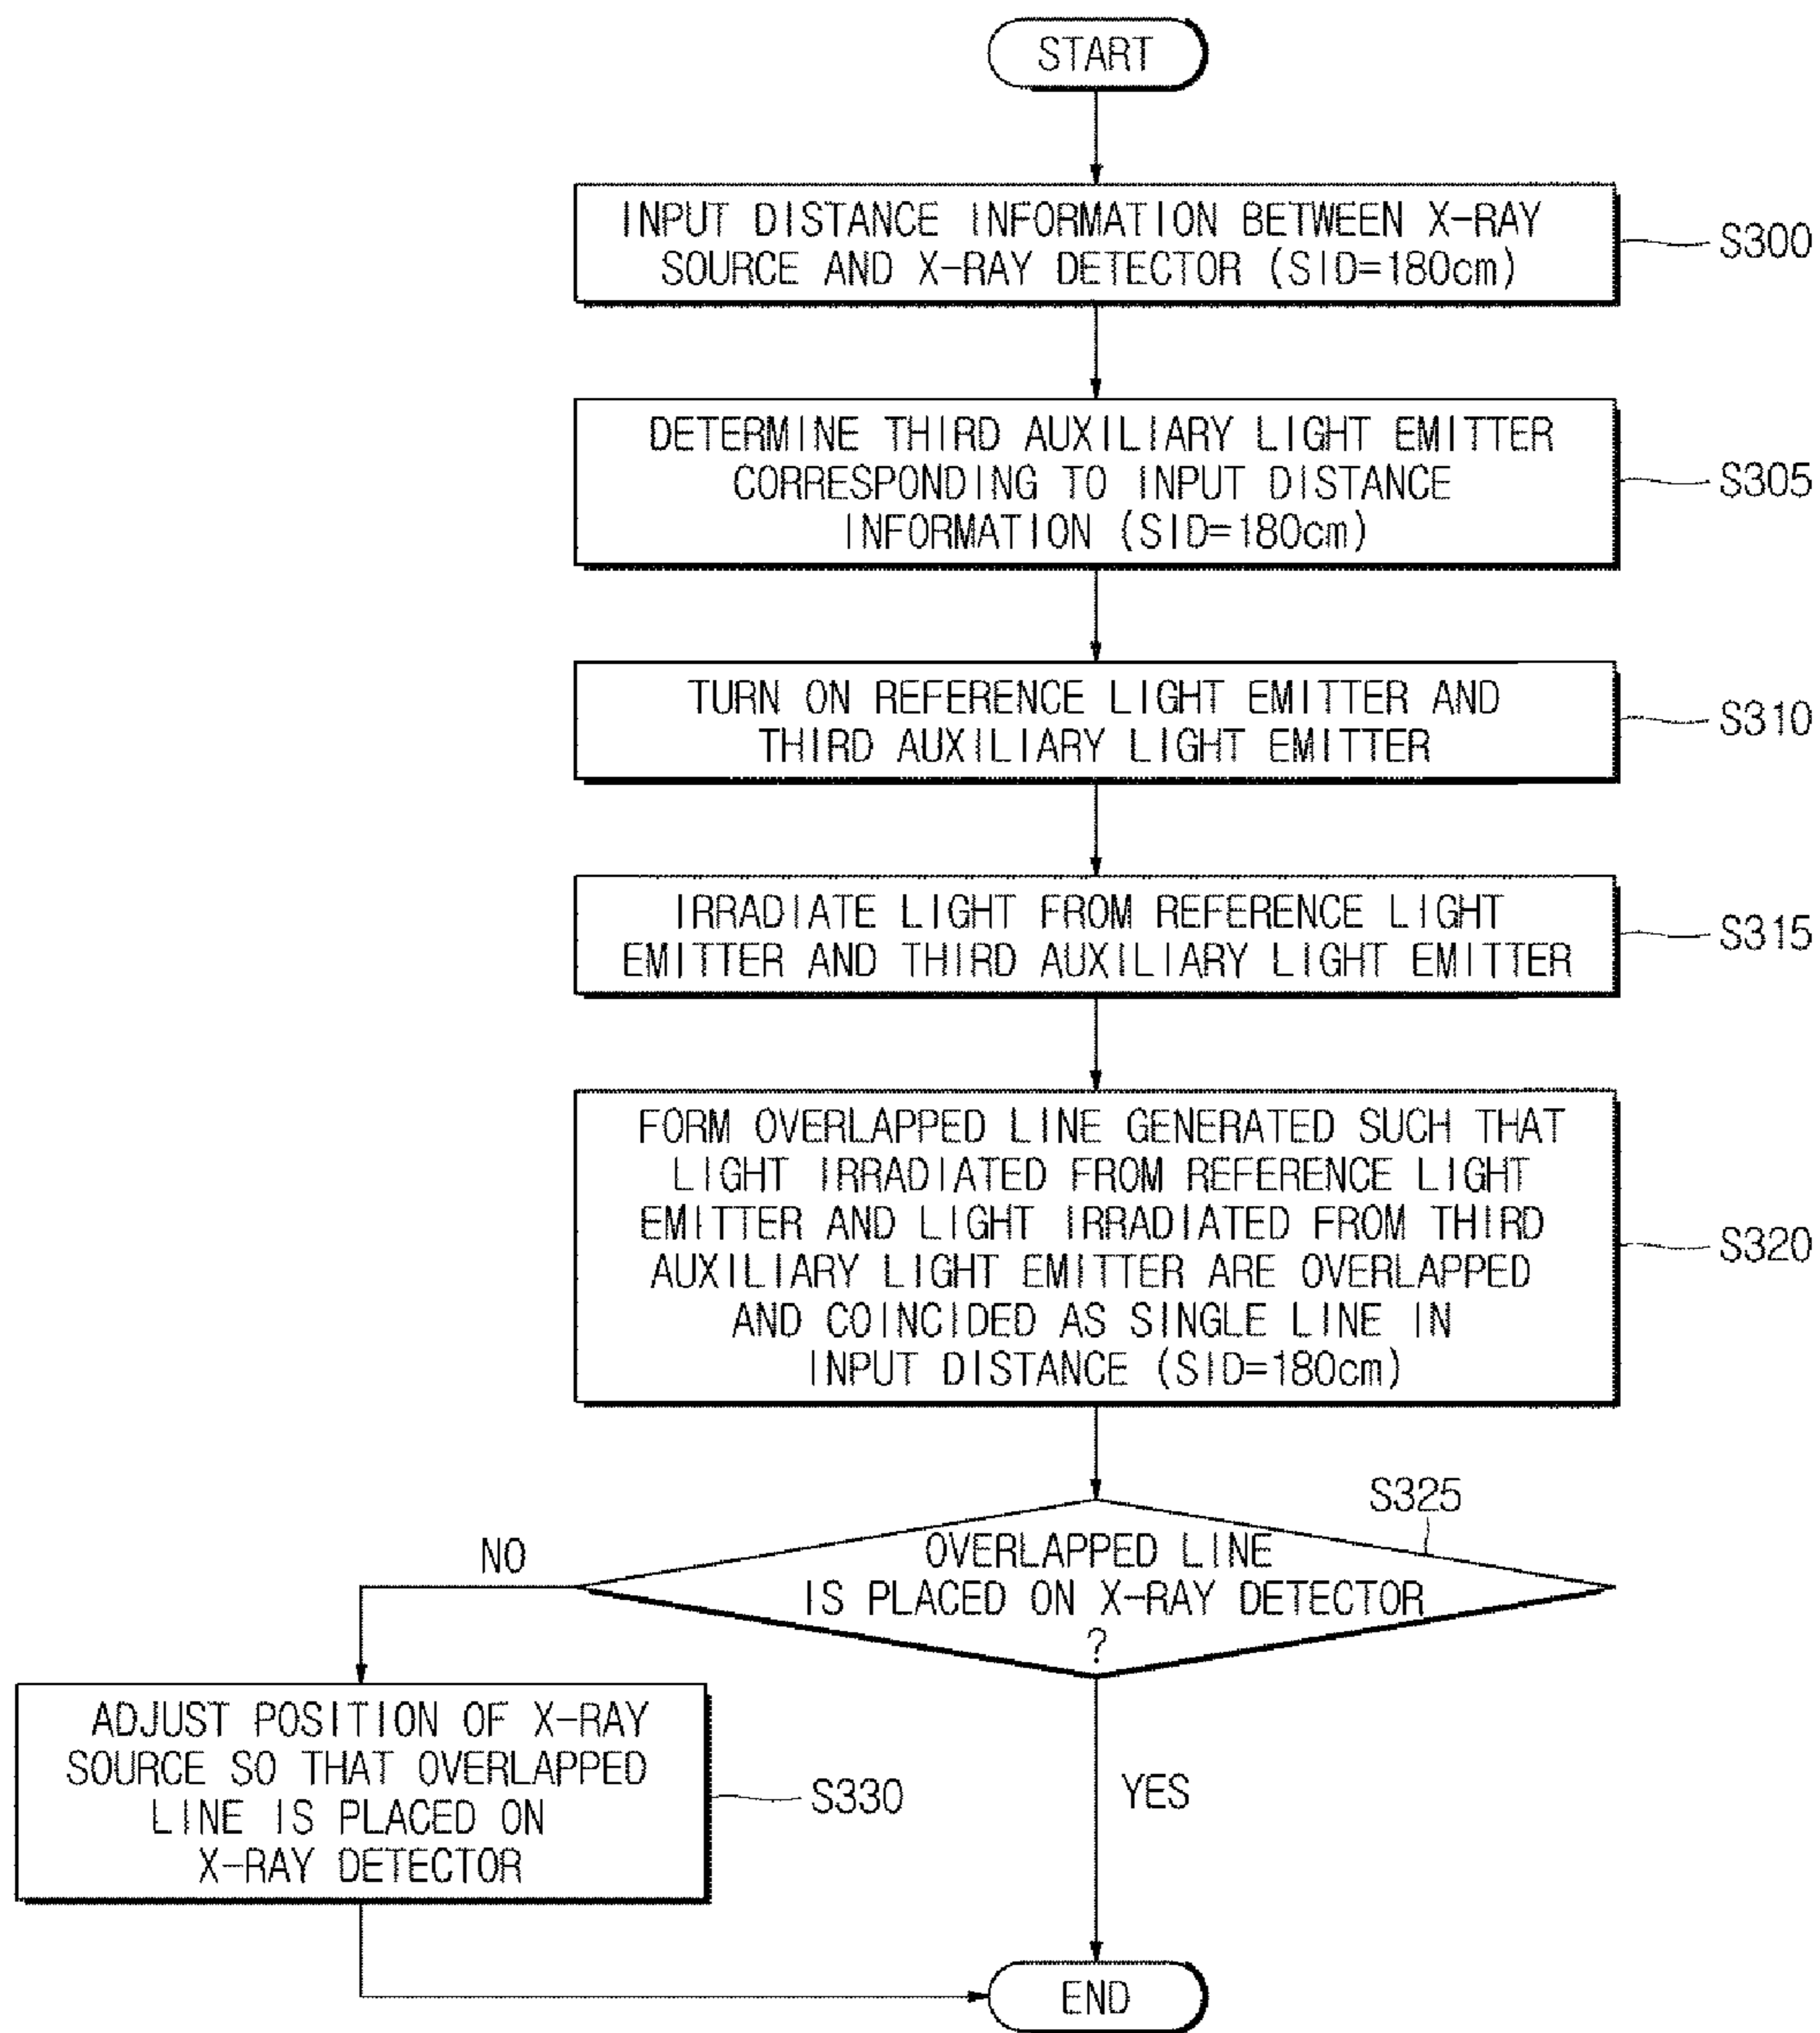 START
INPUT DISTANCE INFORMATION BETWEEN X-RAY
SOURCE AND X-RAY DETECTOR (SID=180cm)
S300
DETERMINE THIRD AUXILIARY LIGHT EMITTER
CORRESPONDING TO INPUT DISTANCE
INFORMATION (SID=180cm)
S305
TURN ON REFERENCE LIGHT EMITTER AND
THIRD AUXILIARY LIGHT EMITTER
S310
IRRADIATE LIGHT FROM REFERENCE LIGHT
EMITTER AND THIRD AUXILIARY LIGHT EMITTER
S315
FORM OVERLAPPED LINE GENERATED SUCH THAT
LIGHT IRRADIATED FROM REFERENCE LIGHT
EMITTER AND LIGHT IRRADIATED FROM THIRD
AUXILIARY LIGHT EMITTER ARE OVERLAPPED
AND COINCIDED AS SINGLE LINE IN
INPUT DISTANCE (SID=180cm)
S320
S325
OVERLAPPED LINE
IS PLACED ON X-RAY DETECTOR
?
NO
ADJUST POSITION OF X-RAY
SOURCE SO THAT OVERLAPPED
LINE IS PLACED ON
X-RAY DETECTOR
S330
YES
END